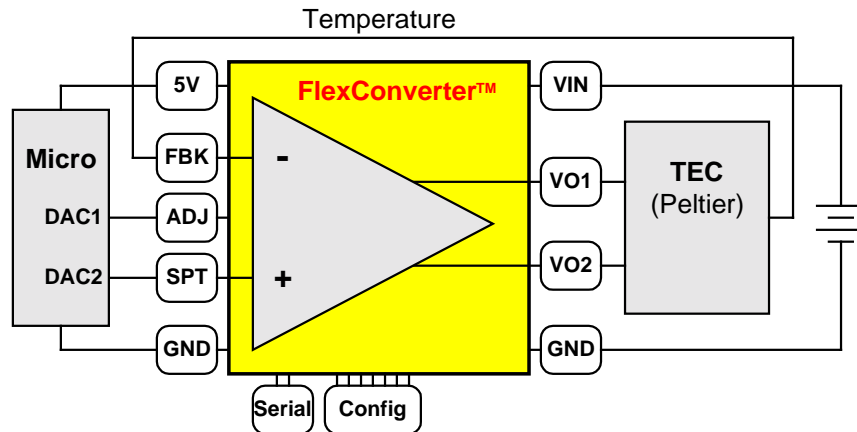 Temperature
5V
FlexConverter™
VIN
Micro
FBK
-
VO1
TEC
(Peltier)
DAC1
ADJ
DAC2
SPT
+
VO2
GND
GND
Serial
Config